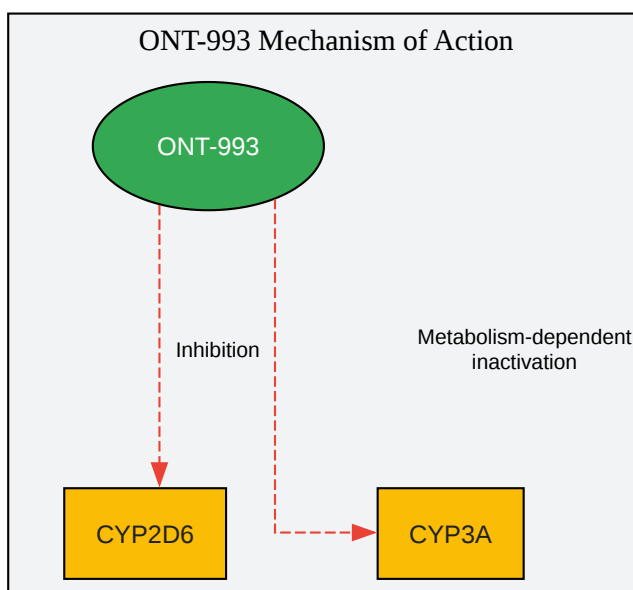 ONT-993 Mechanism of Action
ONT-993
Inhibition
Metabolism-dependent
inactivation
CYP2D6
CYP3A